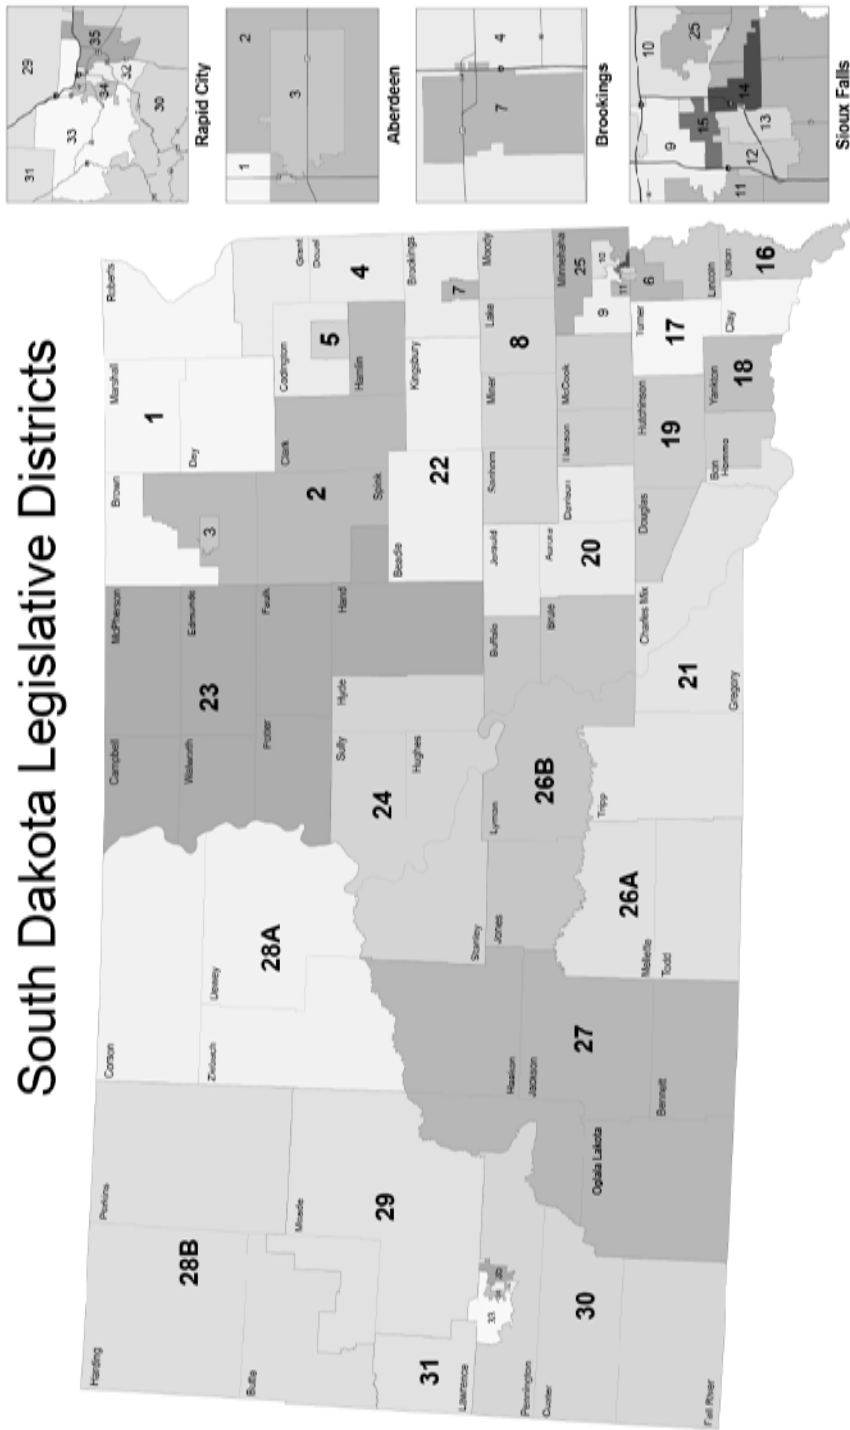 South Dakota Legislative Districts
Harding
Perkins
Corson
Campbell
McPherson
Brown
Marshall
Roberts
28B
Butte
Meade
Ziebach
Dewey
28A
Walworth
Edmunds
23
3
Day
1
Potter
Faulk
2
Clark
Codington
5
Grant
Deuel
4
31
Lawrence
29
24
Sully
Hughes
Hyde
Hand
Spink
Hamlin
Stanley
Beadle
22
Kingsbury
Brookings
7
Pennington
33
Haakon
Jackson
Jones
Lyman
Buffalo
Jerauld
Sanborn
Miner
Lake
8
Moody
Custer
30
27
26B
Brule
Aurora
20
Davison
Hanson
McCook
Minnehaha
25
9
10
11
Oglala Lakota
26A
Tripp
Charles Mix
Douglas
Hutchinson
19
Turner
17
6
Lincoln
Fall River
Bennett
Mellette
Todd
21
Gregory
Bon
Homme
Yankton
18
Clay
Union
16
29
31
33
34
35
32
30
Rapid City
1
2
3
Aberdeen
4
7
Brookings
10
25
9
15
14
13
12
11
Sioux Falls